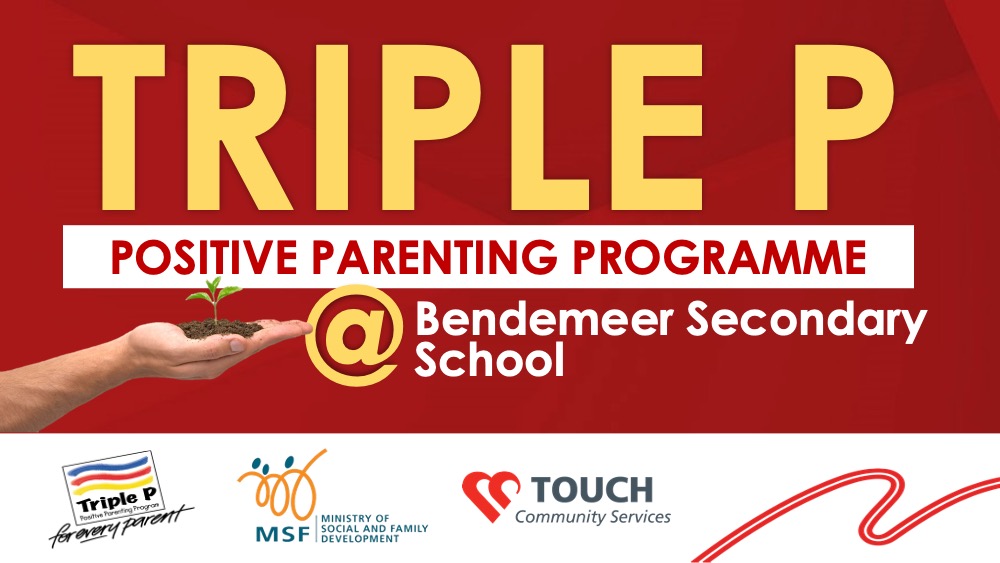 TRIPLE P
POSITIVE PARENTING PROGRAMME
@ Bendemeer Secondary
School
Triple P
Positive Parenting Program
for every parent
MSF
MINISTRY OF
SOCIAL AND FAMILY
DEVELOPMENT
TOUCH
Community Services